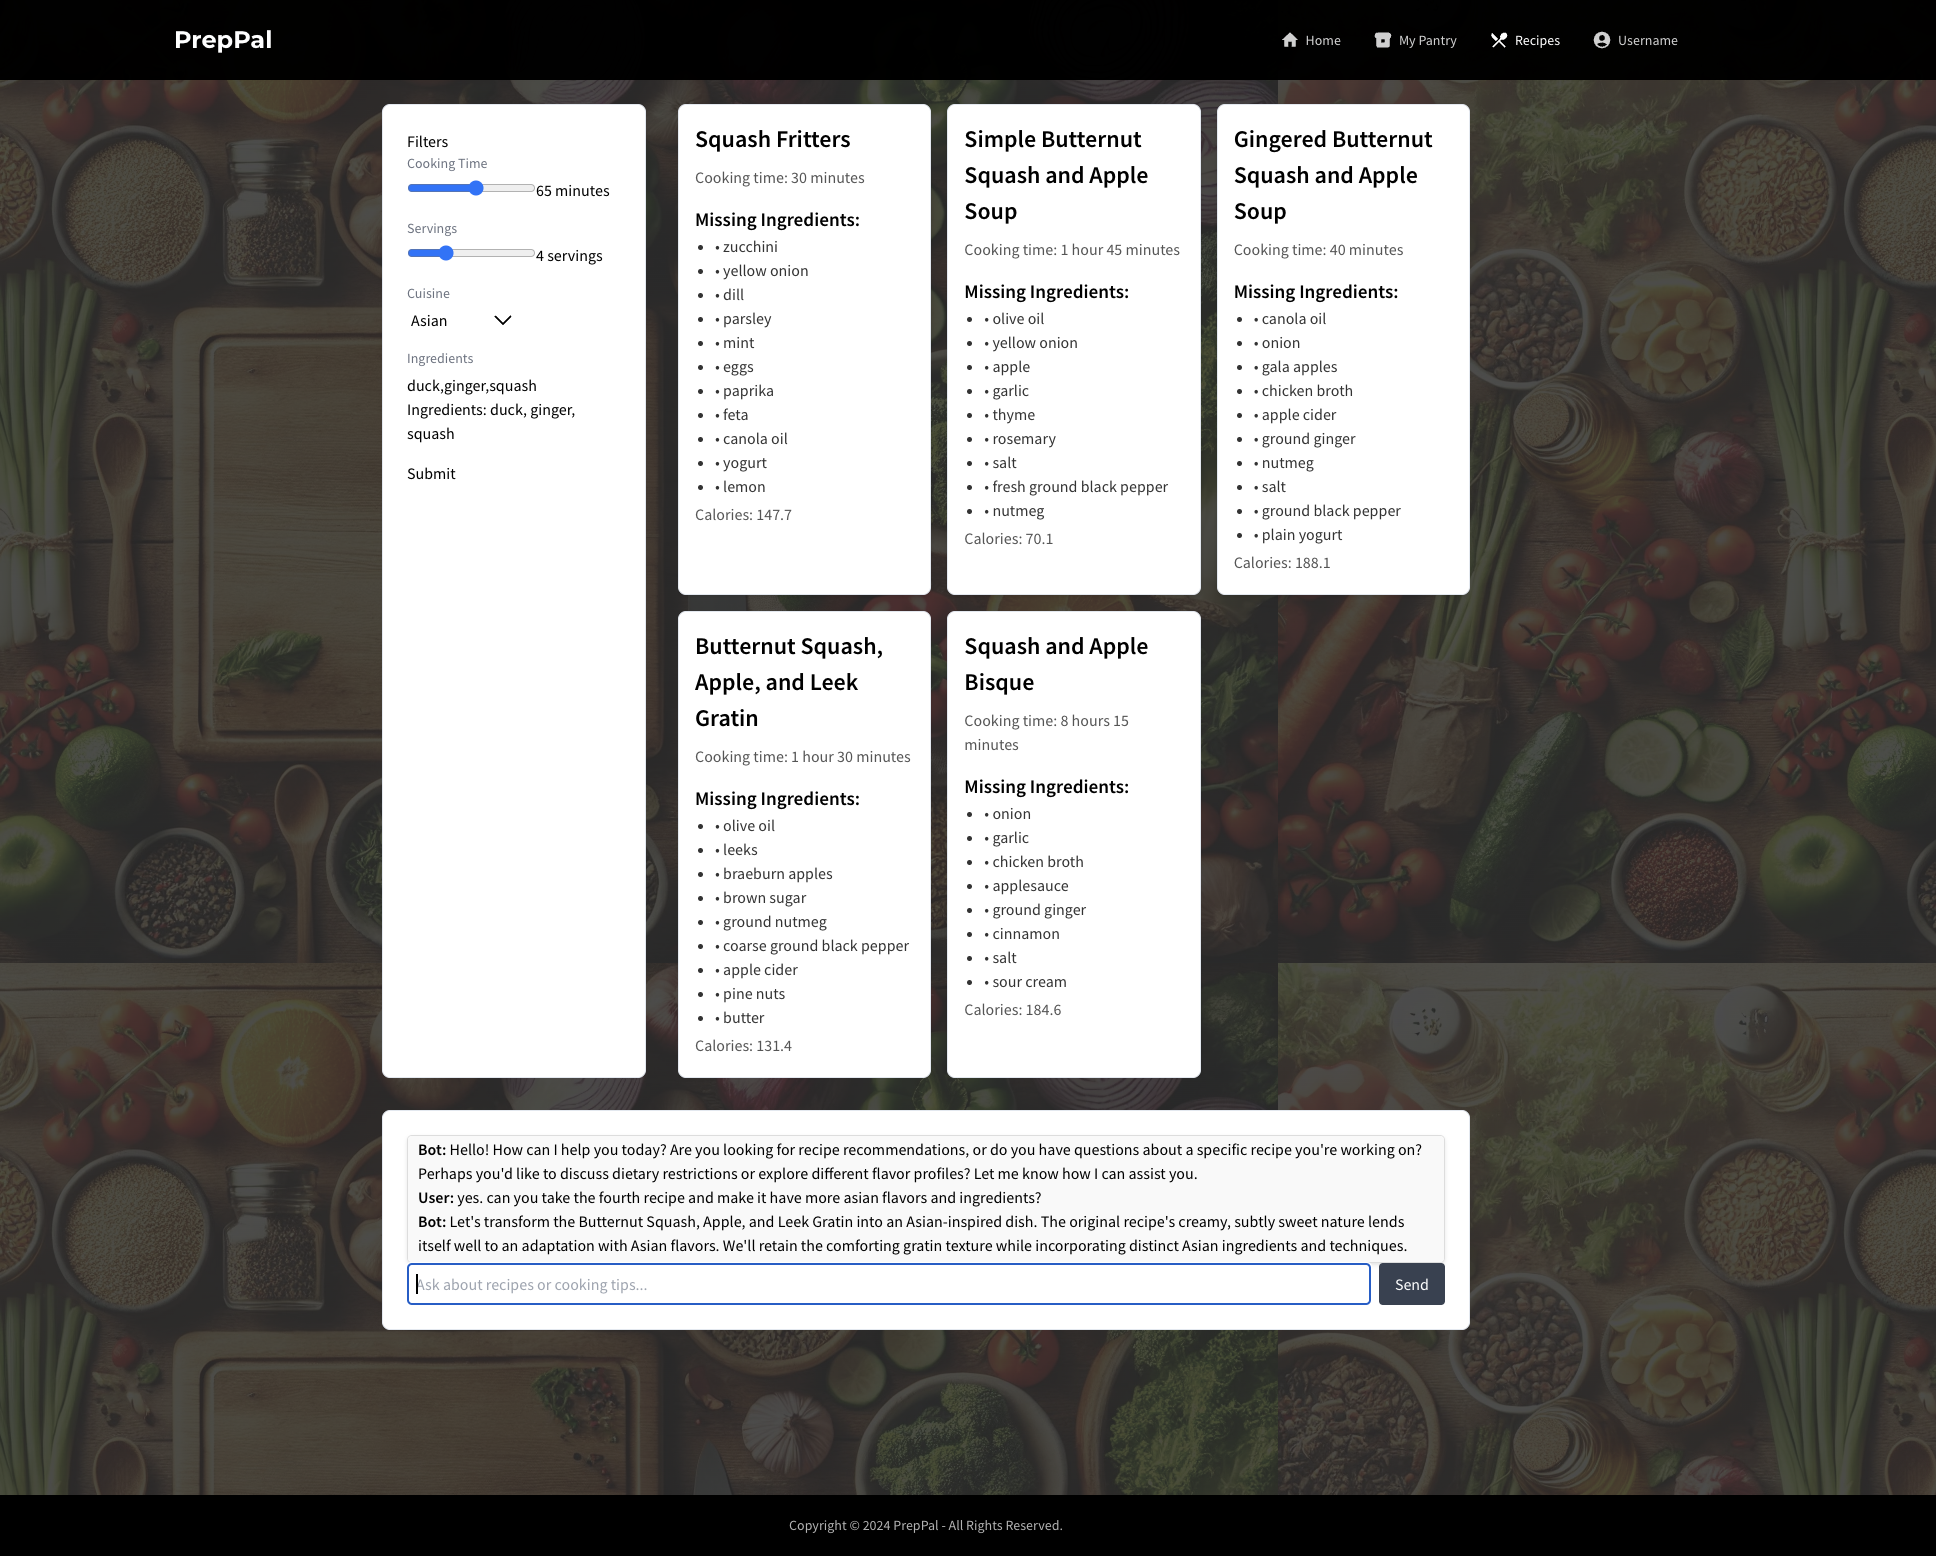 PrepPal
Home
My Pantry
Recipes
Username
Filters
Cooking Time
65 minutes
Servings
4 servings
Cuisine
Asian
Ingredients
duck,ginger,squash
Ingredients: duck, ginger,
squash
Submit
Squash Fritters
Cooking time: 30 minutes
Missing Ingredients:
• • zucchini
• • yellow onion
• • dill
• • parsley
• • mint
• • eggs
• • paprika
• • feta
• • canola oil
• • yogurt
• • lemon
Calories: 147.7
Simple Butternut
Squash and Apple
Soup
Cooking time: 1 hour 45 minutes
Missing Ingredients:
• • olive oil
• • yellow onion
• • apple
• • garlic
• • thyme
• • rosemary
• • salt
• • fresh ground black pepper
• • nutmeg
Calories: 70.1
Gingered Butternut
Squash and Apple
Soup
Cooking time: 40 minutes
Missing Ingredients:
• • canola oil
• • onion
• • gala apples
• • chicken broth
• • apple cider
• • ground ginger
• • nutmeg
• • salt
• • ground black pepper
• • plain yogurt
Calories: 188.1
Butternut Squash,
Apple, and Leek
Gratin
Cooking time: 1 hour 30 minutes
Missing Ingredients:
• • olive oil
• • leeks
• • braeburn apples
• • brown sugar
• • ground nutmeg
• • coarse ground black pepper
• • apple cider
• • pine nuts
• • butter
Calories: 131.4
Squash and Apple
Bisque
Cooking time: 8 hours 15
minutes
Missing Ingredients:
• • onion
• • garlic
• • chicken broth
• • applesauce
• • ground ginger
• • cinnamon
• • salt
• • sour cream
Calories: 184.6
Bot: Hello! How can I help you today? Are you looking for recipe recommendations, or do you have questions about a specific recipe you're working on?
Perhaps you'd like to discuss dietary restrictions or explore different flavor profiles? Let me know how I can assist you.
User: yes. can you take the fourth recipe and make it have more asian flavors and ingredients?
Bot: Let's transform the Butternut Squash, Apple, and Leek Gratin into an Asian-inspired dish. The original recipe's creamy, subtly sweet nature lends
itself well to an adaptation with Asian flavors. We'll retain the comforting gratin texture while incorporating distinct Asian ingredients and techniques.
Ask about recipes or cooking tips...
Send
Copyright © 2024 PrepPal - All Rights Reserved.